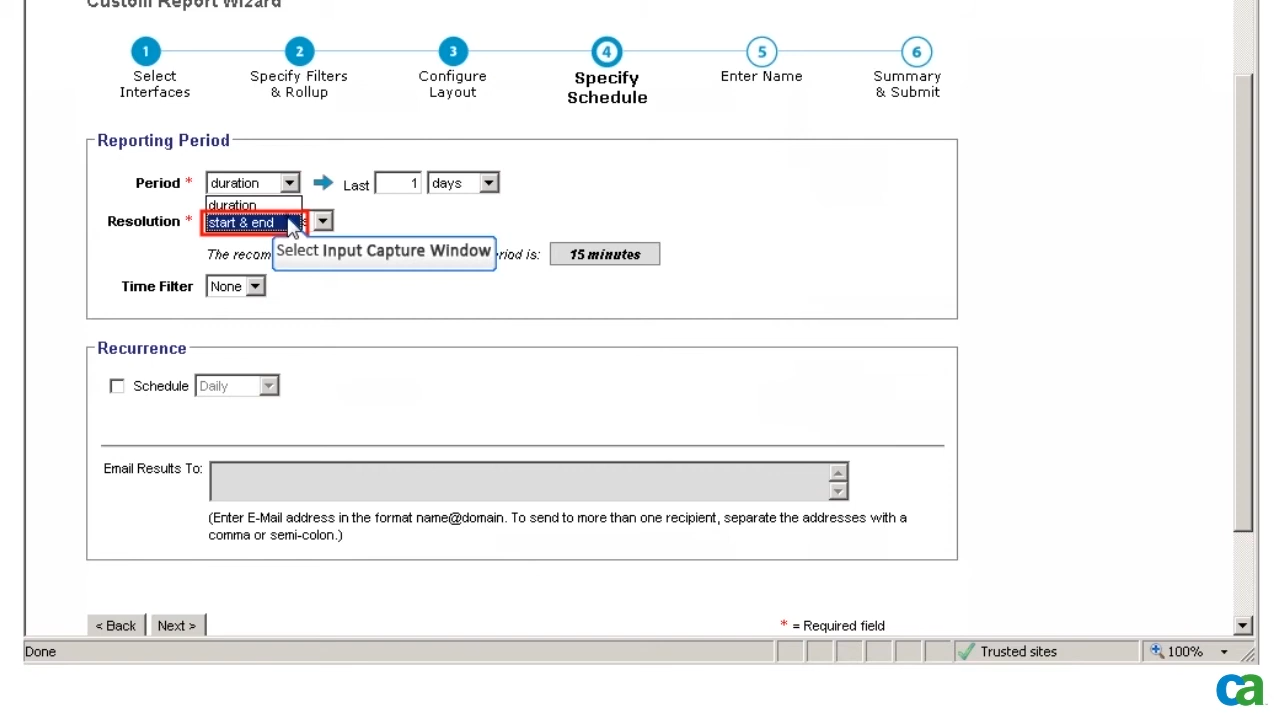 Custom Report Wizard
1 2 3 4 5 6
Select Interfaces
Specify Filters & Rollup
Configure Layout
Specify Schedule
Enter Name
Summary & Submit
Reporting Period
Period * duration Last 1 days
duration
Resolution * start & end
Select Input Capture Window
The recom riod is: 15 minutes
Time Filter None
Recurrence
Schedule Daily
Email Results To:
(Enter E-Mail address in the format name@domain. To send to more than one recipient, separate the addresses with a
comma or semi-colon.)
< Back Next > * = Required field
Done Trusted sites 100%
ca